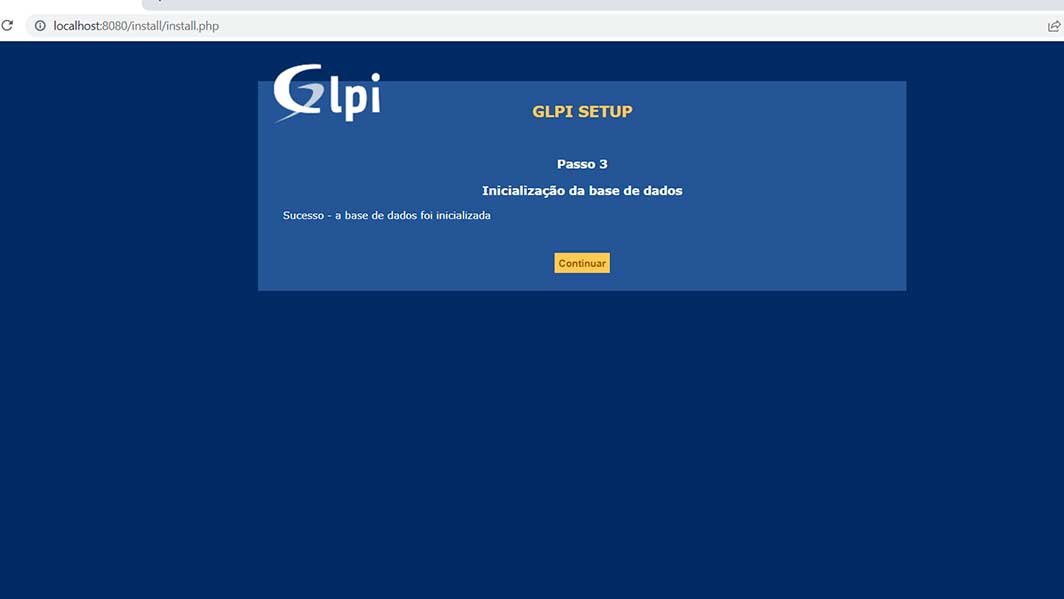 localhost:8080/install/install.php
Glpi
GLPI SETUP
Passo 3
Inicialização da base de dados
Sucesso - a base de dados foi inicializada
Continuar